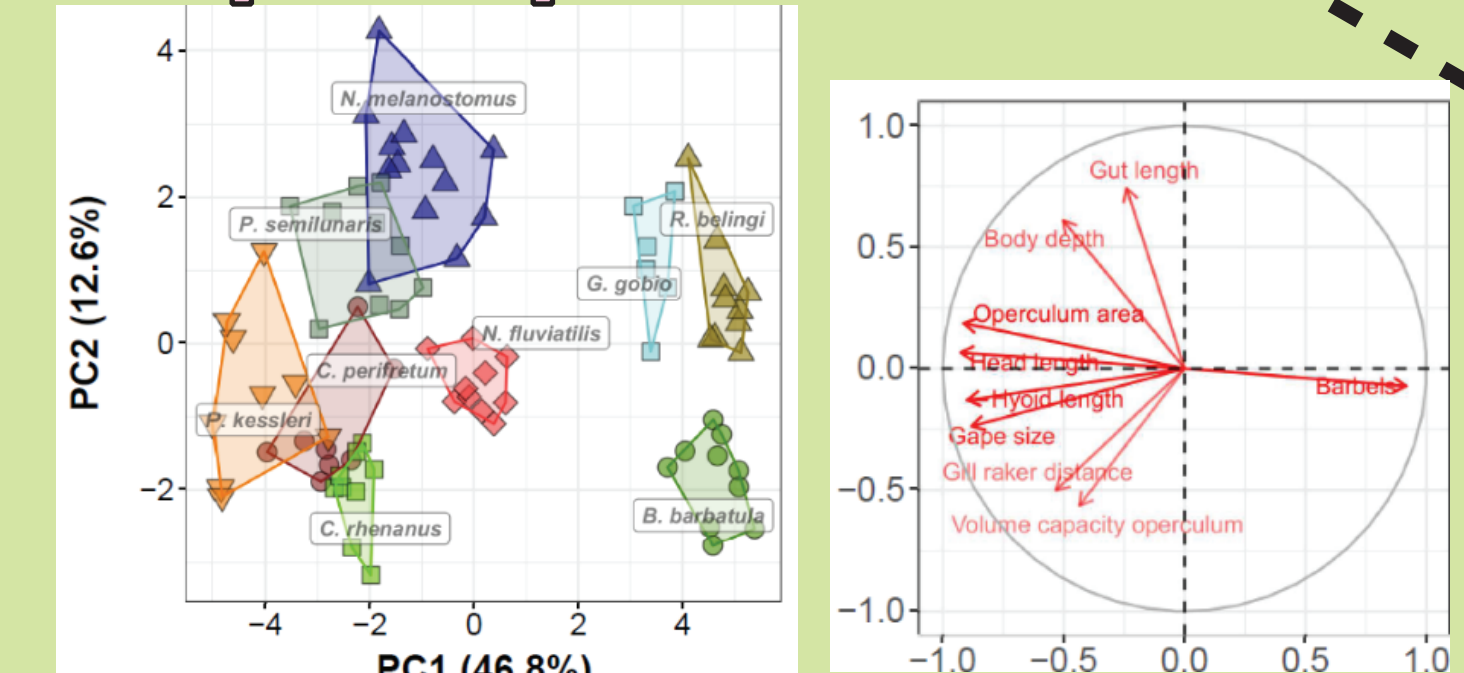 4
2
0
−2
PC2 (12.6%)
N. melanostomus
P. semilunaris
R. belingi
G. gobio
N. fluviatilis
C. perifretum
P. kessleri
C. rhenanus
B. barbatula
−4
−2
0
2
4
PC1 (46.8%)
1.0
0.5
0.0
−0.5
−1.0
Gut length
Body depth
Operculum area
Head length
Barbels
Hyoid length
Gape size
Gill raker distance
Volume capacity operculum
−1.0
−0.5
0.0
0.5
1.0